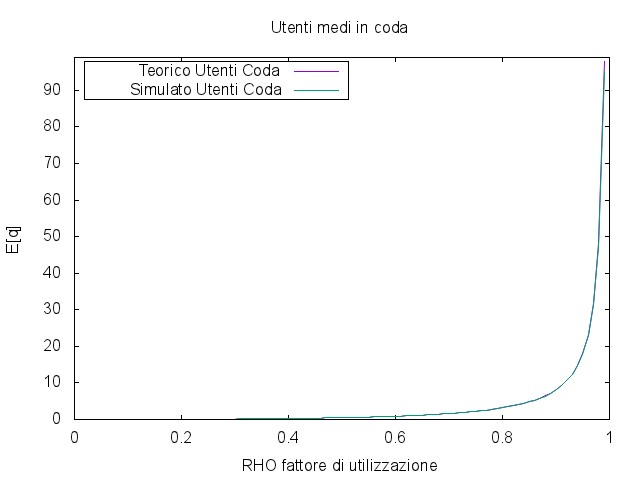 Utenti medi in coda
Teorico Utenti Coda
Simulato Utenti Coda
90
80
70
60
50
40
30
20
10
0
E[q]
0 0.2 0.4 0.6 0.8 1
RHO fattore di utilizzazione